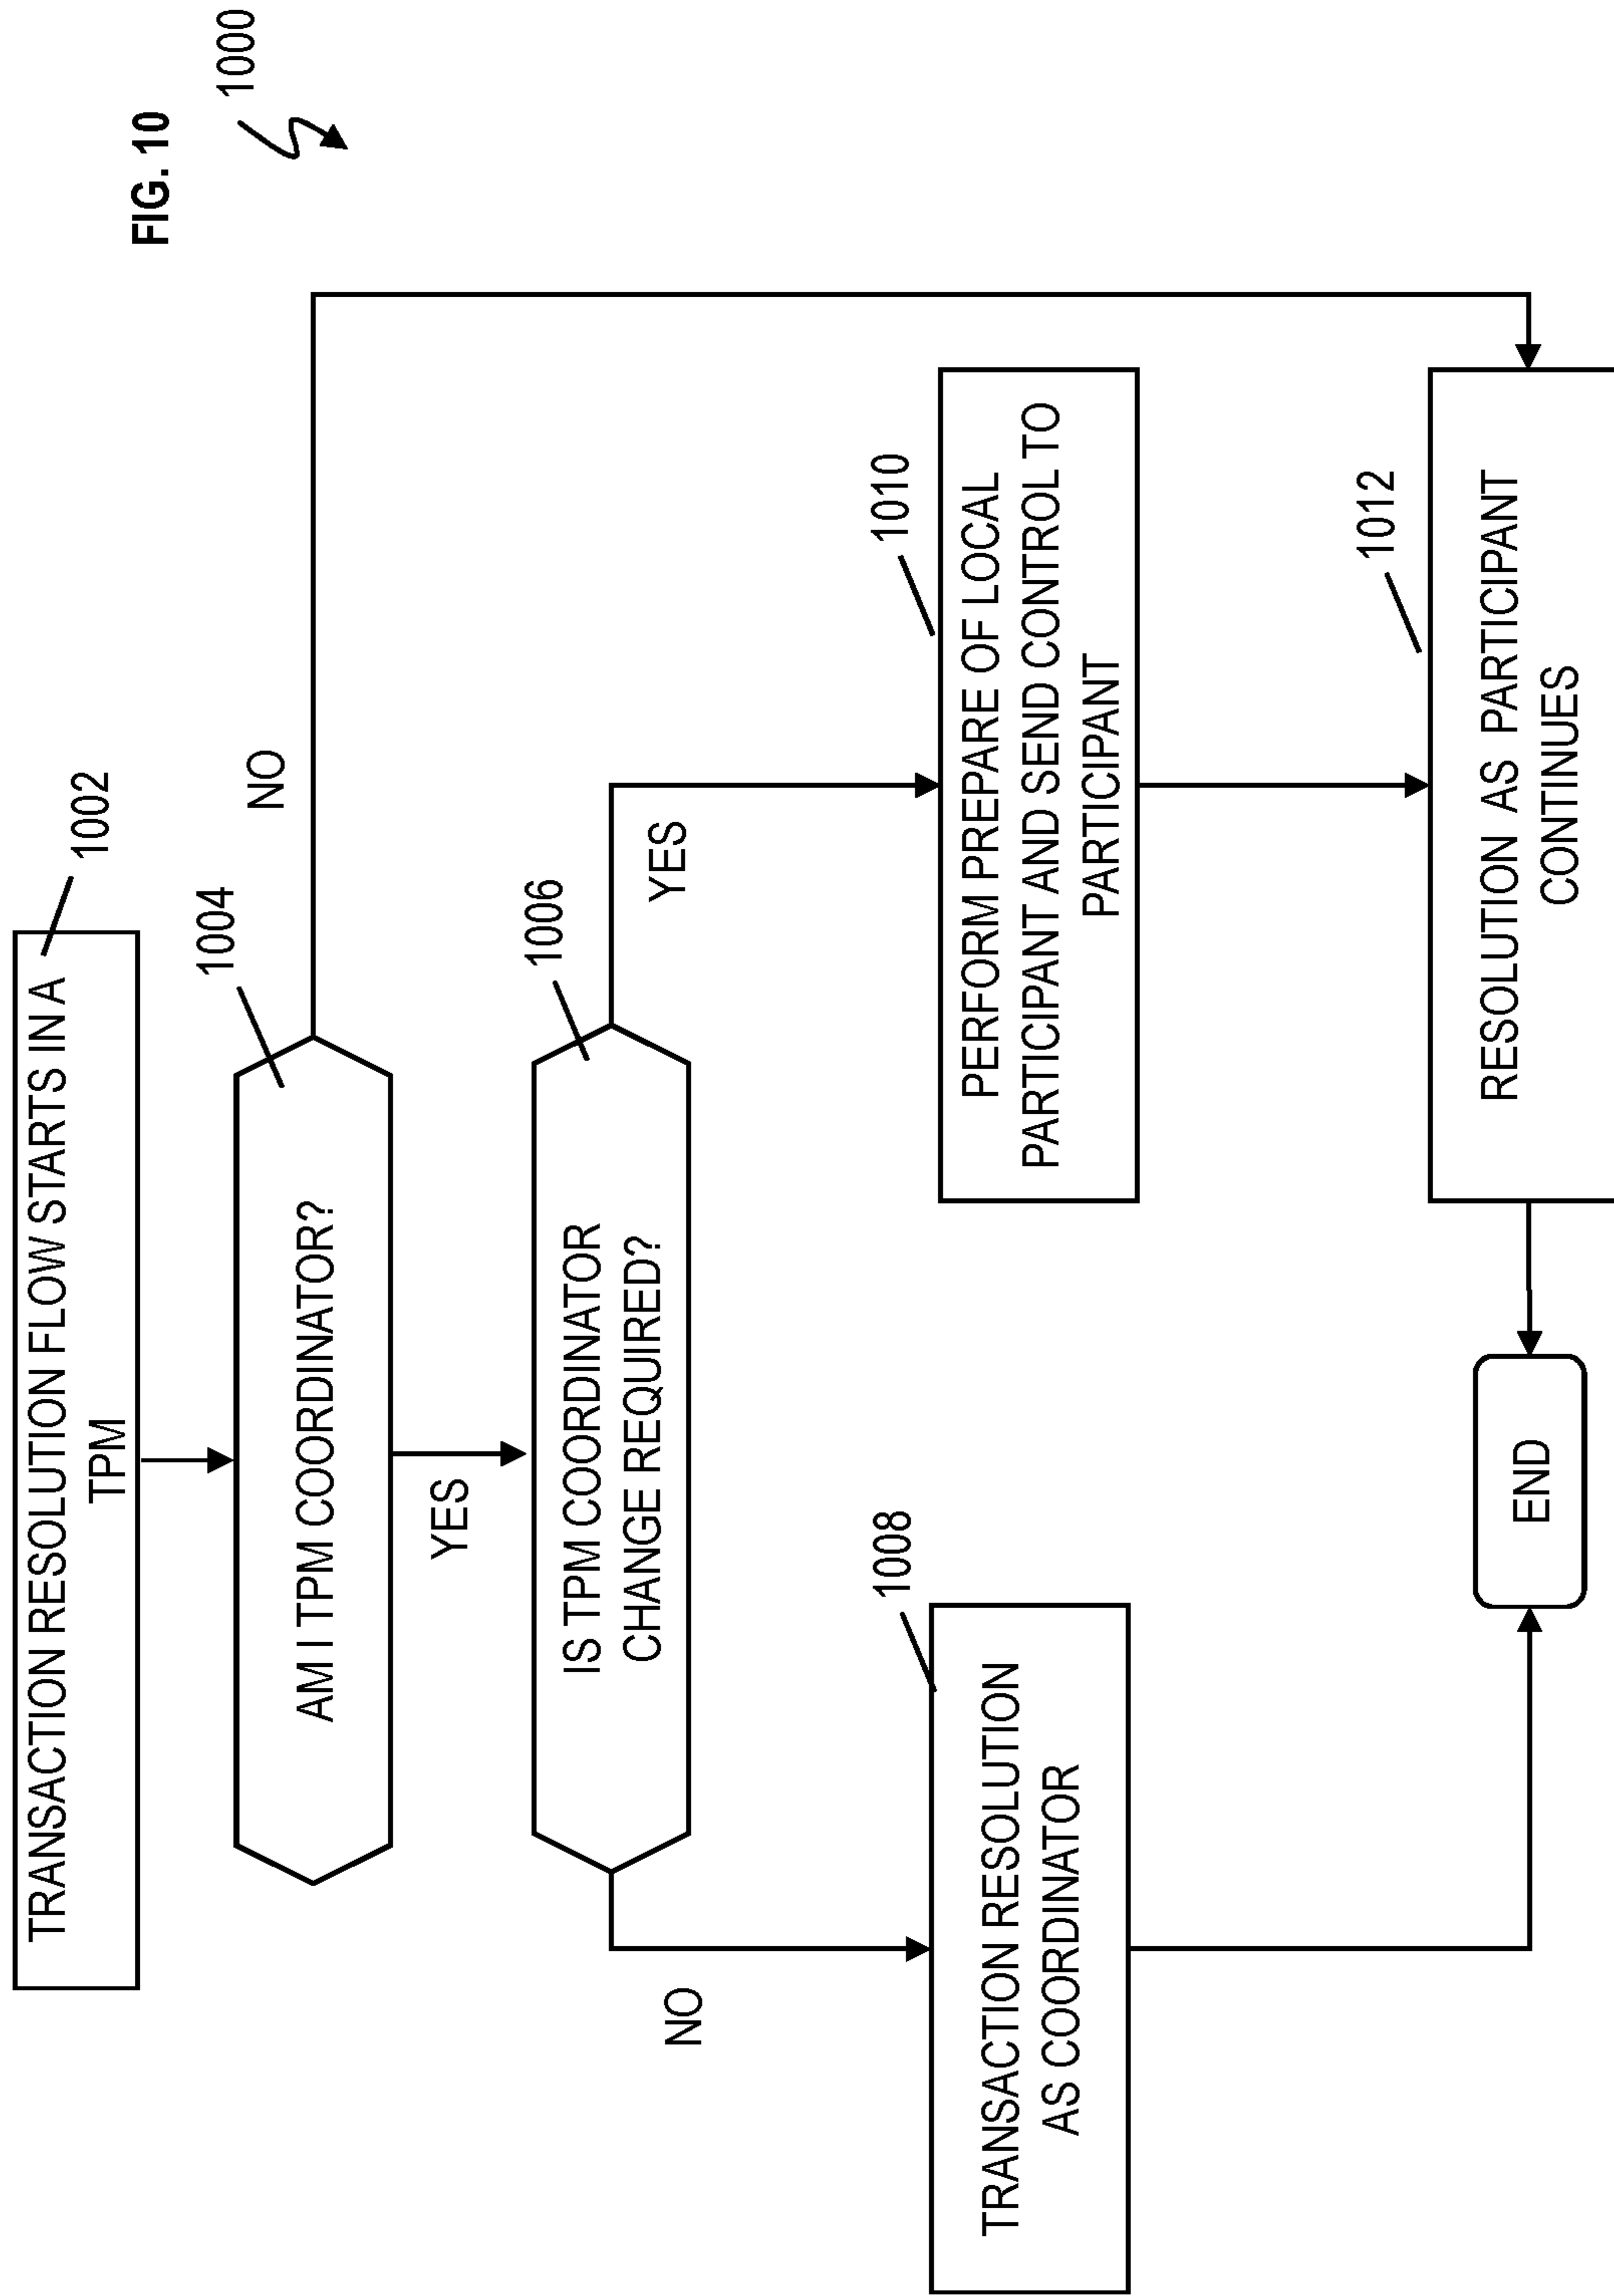 FIG. 10
1000
TRANSACTION RESOLUTION FLOW STARTS IN A
TPM
1002
1004
AM I TPM COORDINATOR?
NO
YES
1006
IS TPM COORDINATOR
CHANGE REQUIRED?
YES
NO
1008
TRANSACTION RESOLUTION
AS COORDINATOR
1010
PERFORM PREPARE OF LOCAL
PARTICIPANT AND SEND CONTROL TO
PARTICIPANT
1012
RESOLUTION AS PARTICIPANT
CONTINUES
END